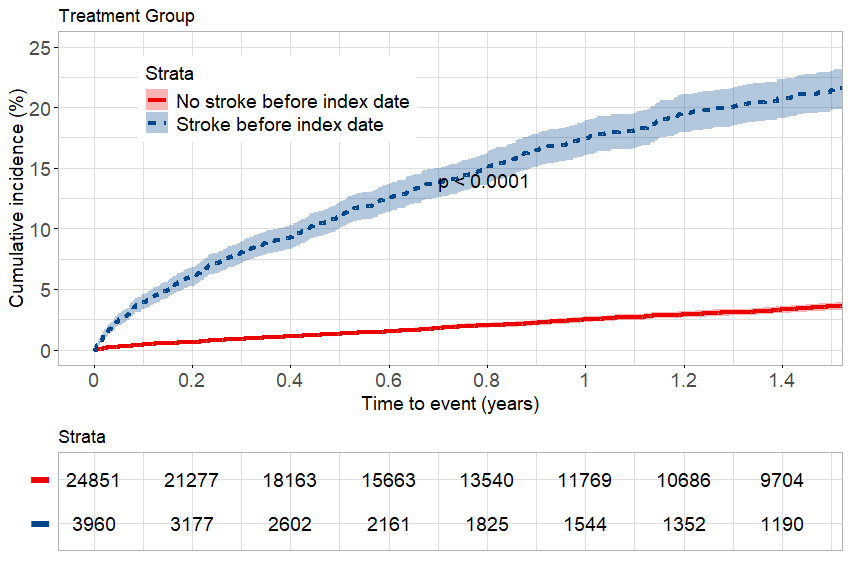 Treatment Group
Cumulative incidence (%)
25
20
15
10
5
0
Strata
No stroke before index date
Stroke before index date
p < 0.0001
0 0.2 0.4 0.6 0.8 1 1.2 1.4
Time to event (years)
Strata
24851 21277 18163 15663 13540 11769 10686 9704
3960 3177 2602 2161 1825 1544 1352 1190